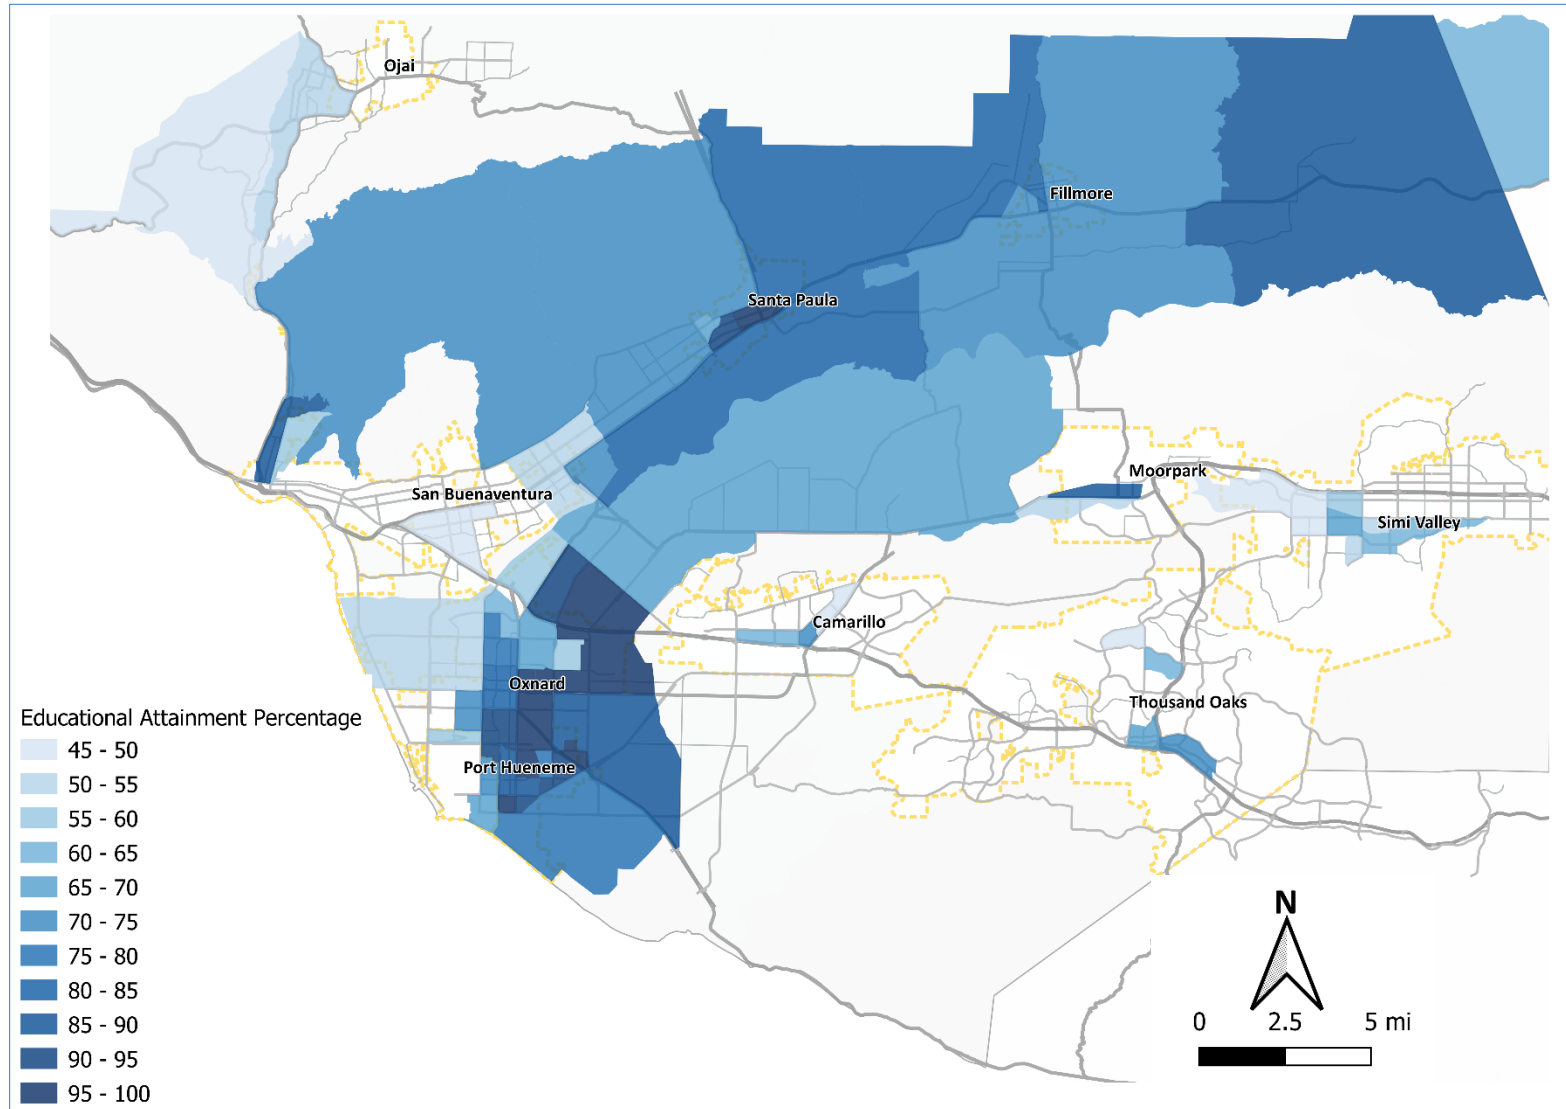 Ojai
Fillmore
Santa Paula
Moorpark
San Buenaventura
Simi Valley
Camarillo
Oxnard
Thousand Oaks
Port Hueneme
Educational Attainment Percentage
45 - 50
50 - 55
55 - 60
60 - 65
65 - 70
70 - 75
75 - 80
80 - 85
85 - 90
90 - 95
95 - 100
N
0 2.5 5 mi